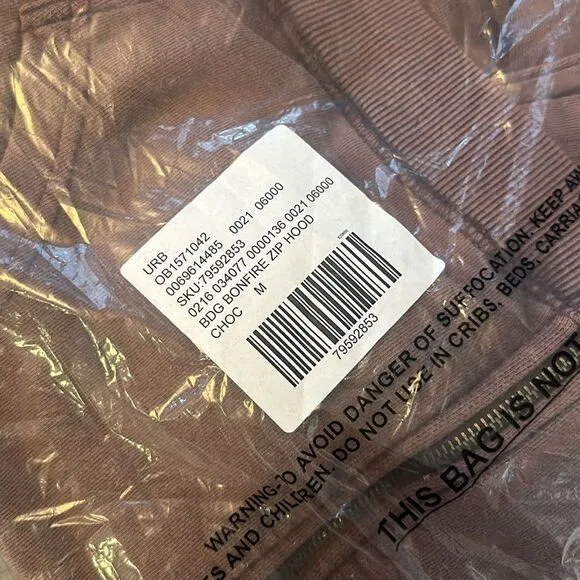 URB
OB1571042
0069614485 0021 06000
SKU:79592853
0216 034077 0000136 0021 06000
BDG BONFIRE ZIP HOOD
CHOC M
79592853
WARNING-TO AVOID DANGER OF SUFFOCATION.KEEP
ES AND CHILDREN. DO NOT USE IN CRIBS, BEDS, CARRIA
THIS BAG IS NOT